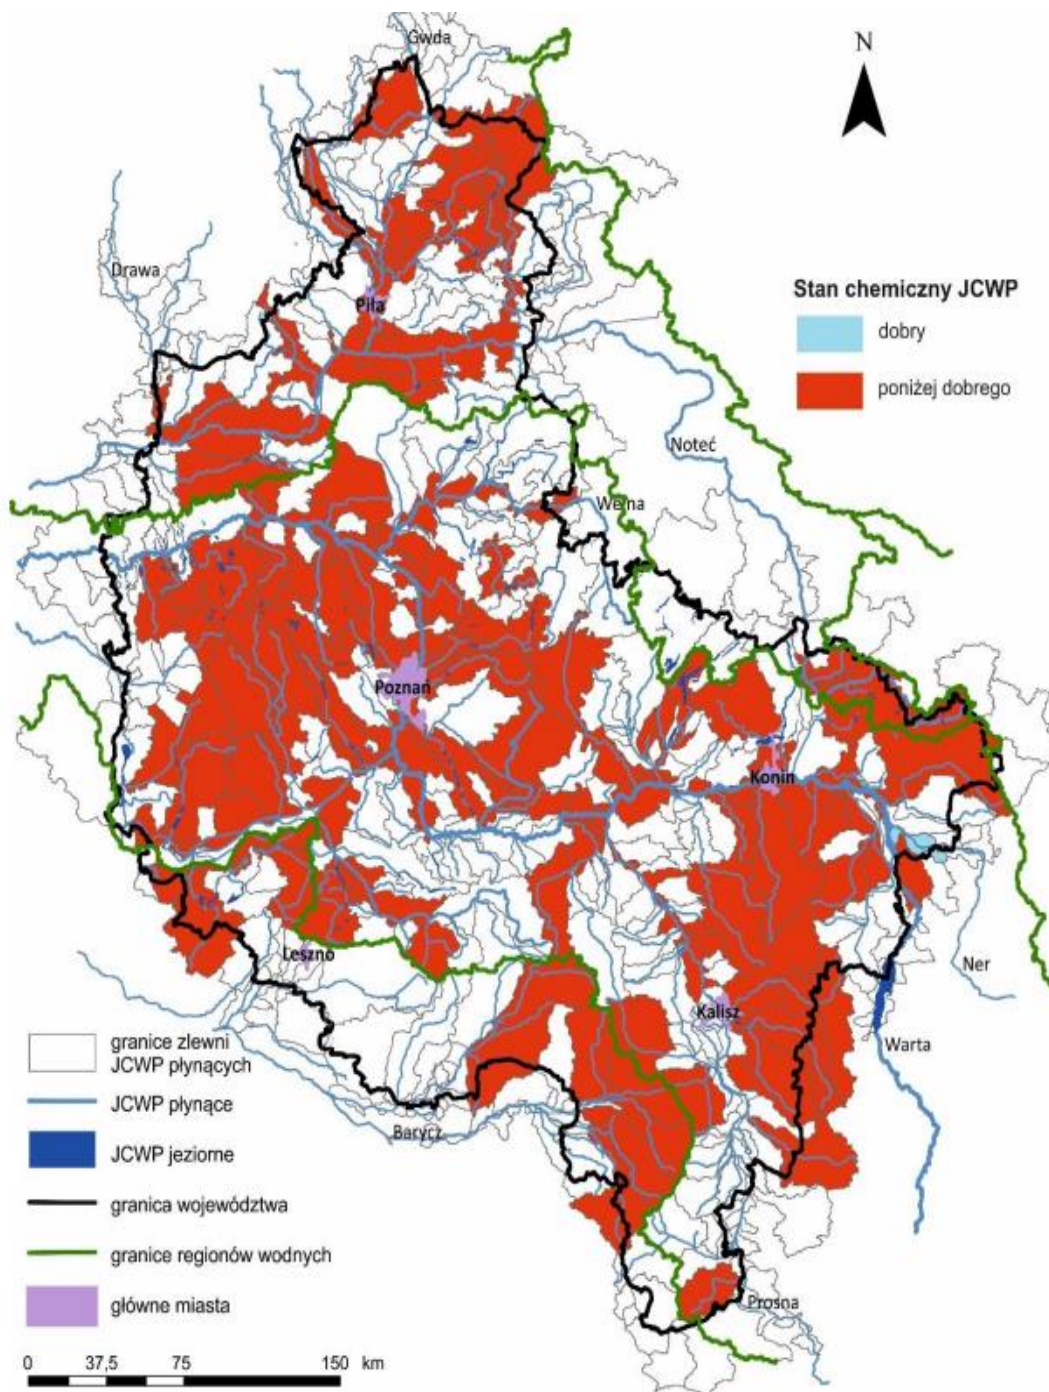 Gwda
N
Drawa
Stan chemiczny JCWP
Piła
dobry
poniżej dobrego
Noteć
Wełna
Poznań
Konin
Leszno
Ner
Kalisz
granice zlewni
JCWP płynących
Warta
JCWP płynące
Barycz
JCWP jeziorne
granica województwa
granice regionów wodnych
główne miasta
Prosna
0 37,5 75 150 km